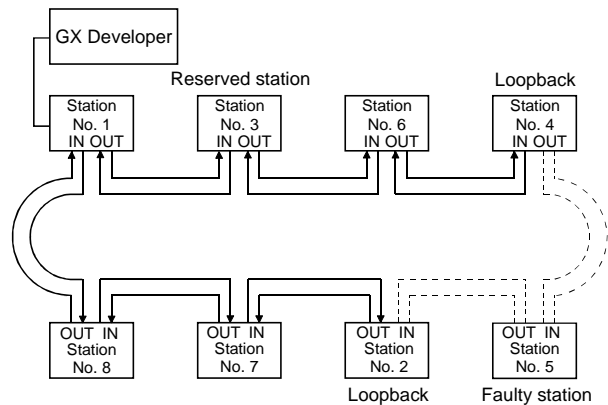 GX Developer
Reserved station
Loopback
Station
No. 1
IN OUT
Station
No. 3
IN OUT
Station
No. 6
IN OUT
Station
No. 4
IN OUT
OUT IN
Station
No. 8
OUT IN
Station
No. 7
OUT IN
Station
No. 2
OUT IN
Station
No. 5
Loopback
Faulty station